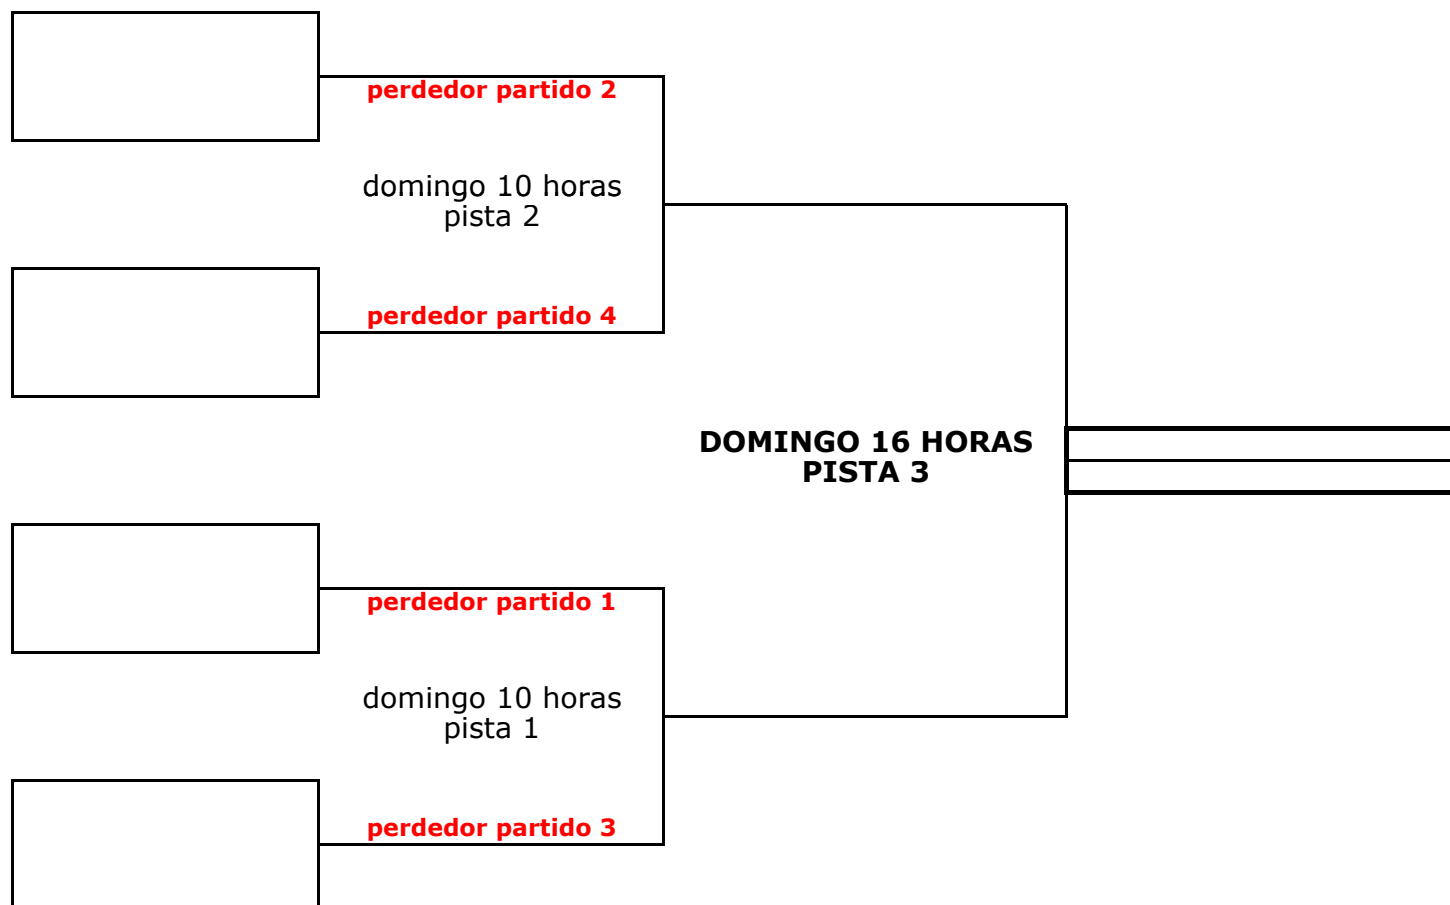 perdedor partido 2
domingo 10 horas
pista 2
perdedor partido 4
DOMINGO 16 HORAS
PISTA 3
perdedor partido 1
domingo 10 horas
pista 1
perdedor partido 3